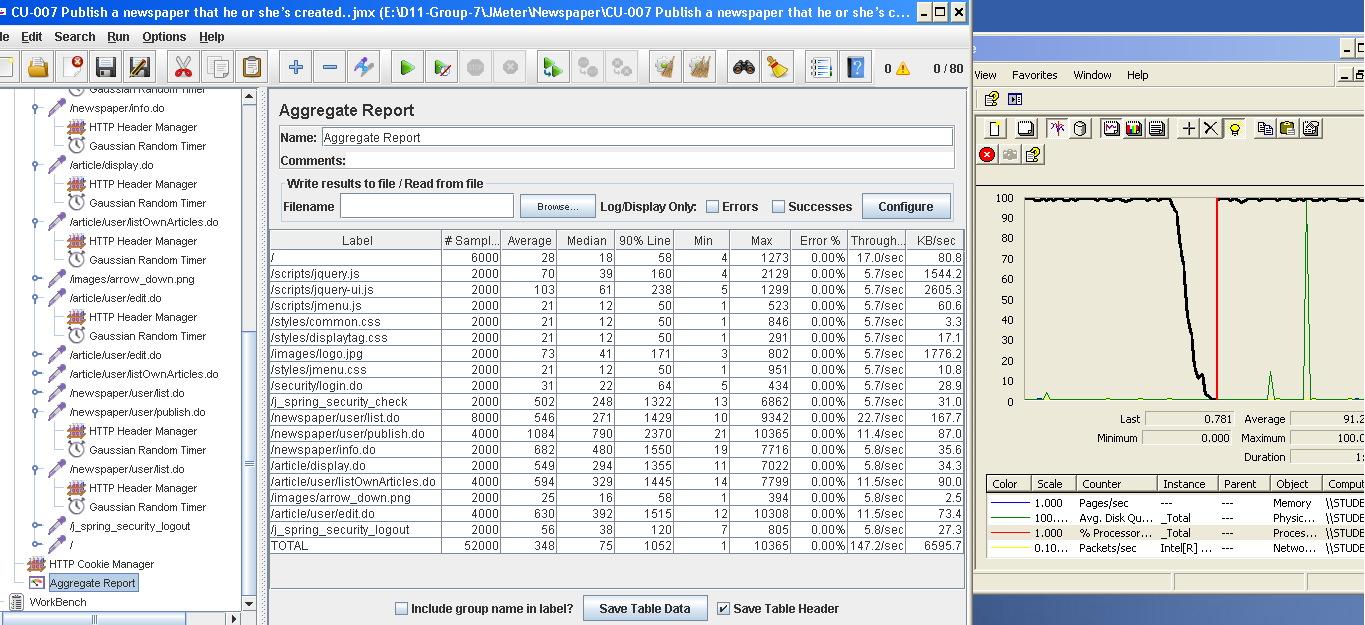 CU-007 Publish a newspaper that he or she's created..jmx (E:\D11-Group-7\JMeter\Newspaper\CU-007 Publish a newspaper that he or she's c...
le Edit Search Run Options Help
0 0 / 80
Gaussian Random Timer
/newspaper/info.do
HTTP Header Manager
Gaussian Random Timer
/article/display.do
HTTP Header Manager
Gaussian Random Timer
/article/user/listOwnArticles.do
HTTP Header Manager
Gaussian Random Timer
/images/arrow_down.png
/article/user/edit.do
HTTP Header Manager
Gaussian Random Timer
/article/user/edit.do
/article/user/listOwnArticles.do
/newspaper/user/list.do
/newspaper/user/publish.do
HTTP Header Manager
Gaussian Random Timer
/newspaper/user/list.do
HTTP Header Manager
Gaussian Random Timer
/j_spring_security_logout
/
HTTP Cookie Manager
Aggregate Report
WorkBench
Aggregate Report
Name: Aggregate Report
Comments:
Write results to file / Read from file
Filename Browse... Log/Display Only: Errors Successes Configure
Label # Sampl... Average Median 90% Line Min Max Error % Through... KB/sec
/ 6000 28 18 58 4 1273 0.00% 17.0/sec 80.8
/scripts/jquery.js 2000 70 39 160 4 2129 0.00% 5.7/sec 1544.2
/scripts/jquery-ui.js 2000 103 61 238 5 1299 0.00% 5.7/sec 2605.3
/scripts/jmenu.js 2000 21 12 50 1 523 0.00% 5.7/sec 60.6
/styles/common.css 2000 21 12 50 1 846 0.00% 5.7/sec 3.3
/styles/displaytag.css 2000 21 12 50 1 291 0.00% 5.7/sec 17.1
/images/logo.jpg 2000 73 41 171 3 802 0.00% 5.7/sec 1776.2
/styles/jmenu.css 2000 21 12 50 1 951 0.00% 5.7/sec 10.8
/security/login.do 2000 31 22 64 5 434 0.00% 5.7/sec 28.9
/j_spring_security_check 2000 502 248 1322 13 6862 0.00% 5.7/sec 31.0
/newspaper/user/list.do 8000 546 271 1429 10 9342 0.00% 22.7/sec 167.7
/newspaper/user/publish.do 4000 1084 790 2370 21 10365 0.00% 11.4/sec 87.0
/newspaper/info.do 2000 682 480 1550 19 7716 0.00% 5.8/sec 35.6
/article/display.do 2000 549 294 1355 11 7022 0.00% 5.8/sec 34.3
/article/user/listOwnArticles.do 4000 594 329 1445 14 7799 0.00% 11.5/sec 90.0
/images/arrow_down.png 2000 25 16 58 1 394 0.00% 5.8/sec 2.5
/article/user/edit.do 4000 630 392 1515 12 10308 0.00% 11.5/sec 73.4
/j_spring_security_logout 2000 56 38 120 7 805 0.00% 5.8/sec 27.3
TOTAL 52000 348 75 1052 1 10365 0.00% 147.2/sec 6595.7
Include group name in label? Save Table Data Save Table Header
View Favorites Window Help
100
90
80
70
60
50
40
30
20
10
0
Last 0.781 Average 91.2
Minimum 0.000 Maximum 100.0
Duration 1:
Color Scale Counter Instance Parent Object Comput
1.000 Pages/sec --- --- Memory \\STUDE
100.... Avg. Disk Qu... _Total --- Physic... \\STUDE
1.000 % Processor... _Total --- Proces... \\STUDE
0.10... Packets/sec Intel[R] ... --- Netwo... \\STUDE